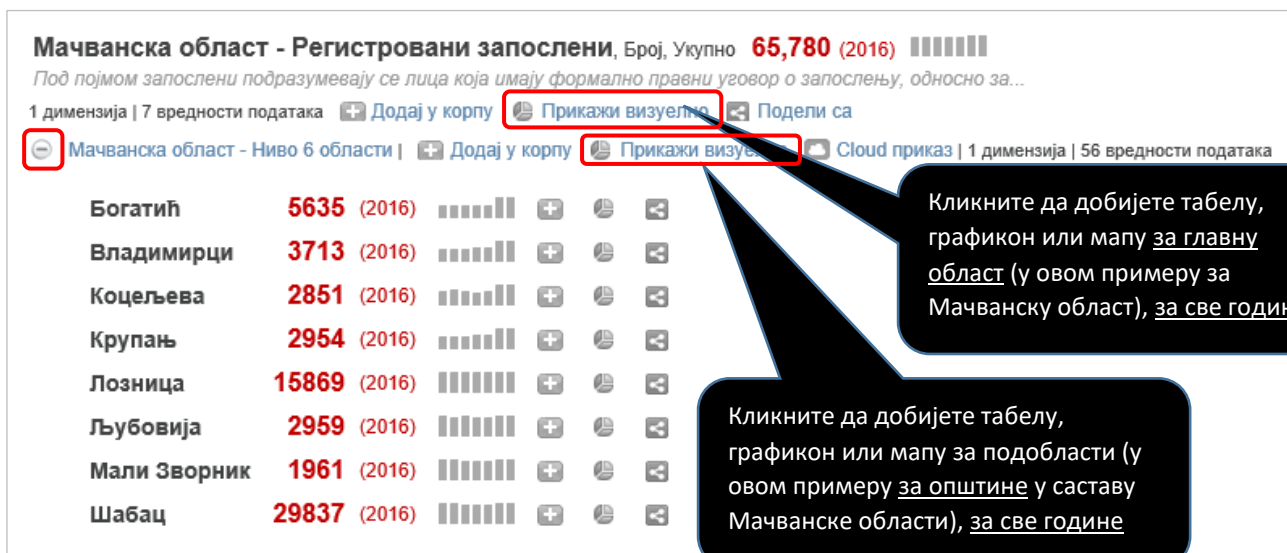 Мачванска област - Регистровани запослени, Број, Укупно 65,780 (2016)
Под појмом запослени подразумевају се лица која имају формално правни уговор о запослењу, односно за...
1 димензија | 7 вредности података Додај у корпу Прикажи визуелно Подели са
Мачванска област - Ниво 6 области | Додај у корпу Прикажи визуе Cloud приказ | 1 димензија | 56 вредности података
Богатић 5635 (2016)
Владимирци 3713 (2016)
Коцељева 2851 (2016)
Крупањ 2954 (2016)
Лозница 15869 (2016)
Љубовија 2959 (2016)
Мали Зворник 1961 (2016)
Шабац 29837 (2016)
Кликните да добијете табелу,
графикон или мапу за главну
област (у овом примеру за
Мачванску област), за све годин
Кликните да добијете табелу,
графикон или мапу за подобласти (у
овом примеру за општине у саставу
Мачванске области), за све године